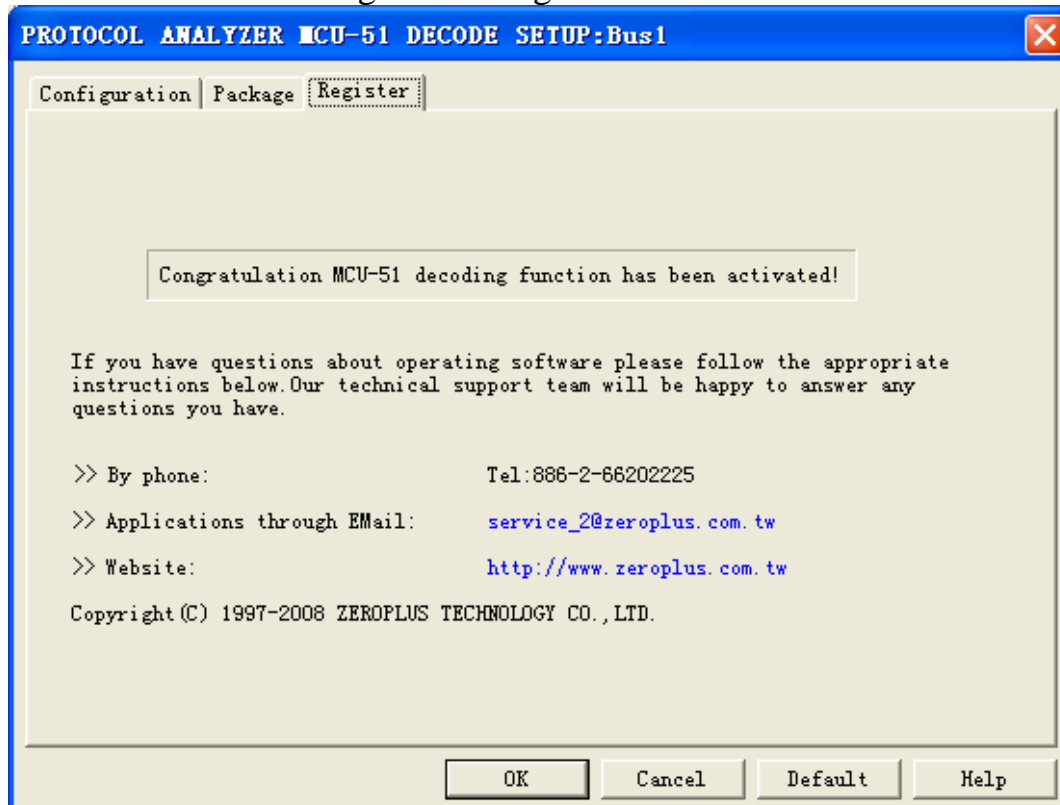 PROTOCOL ANALYZER MCU-51 DECODE SETUP:Bus1
Configuration Package Register
Congratulation MCU-51 decoding function has been activated!
If you have questions about operating software please follow the appropriate
instructions below.Our technical support team will be happy to answer any
questions you have.
>> By phone: Tel:886-2-66202225
>> Applications through EMail: service_2@zeroplus.com.tw
>> Website: http://www.zeroplus.com.tw
Copyright(C) 1997-2008 ZEROPLUS TECHNOLOGY CO.,LTD.
OK Cancel Default Help